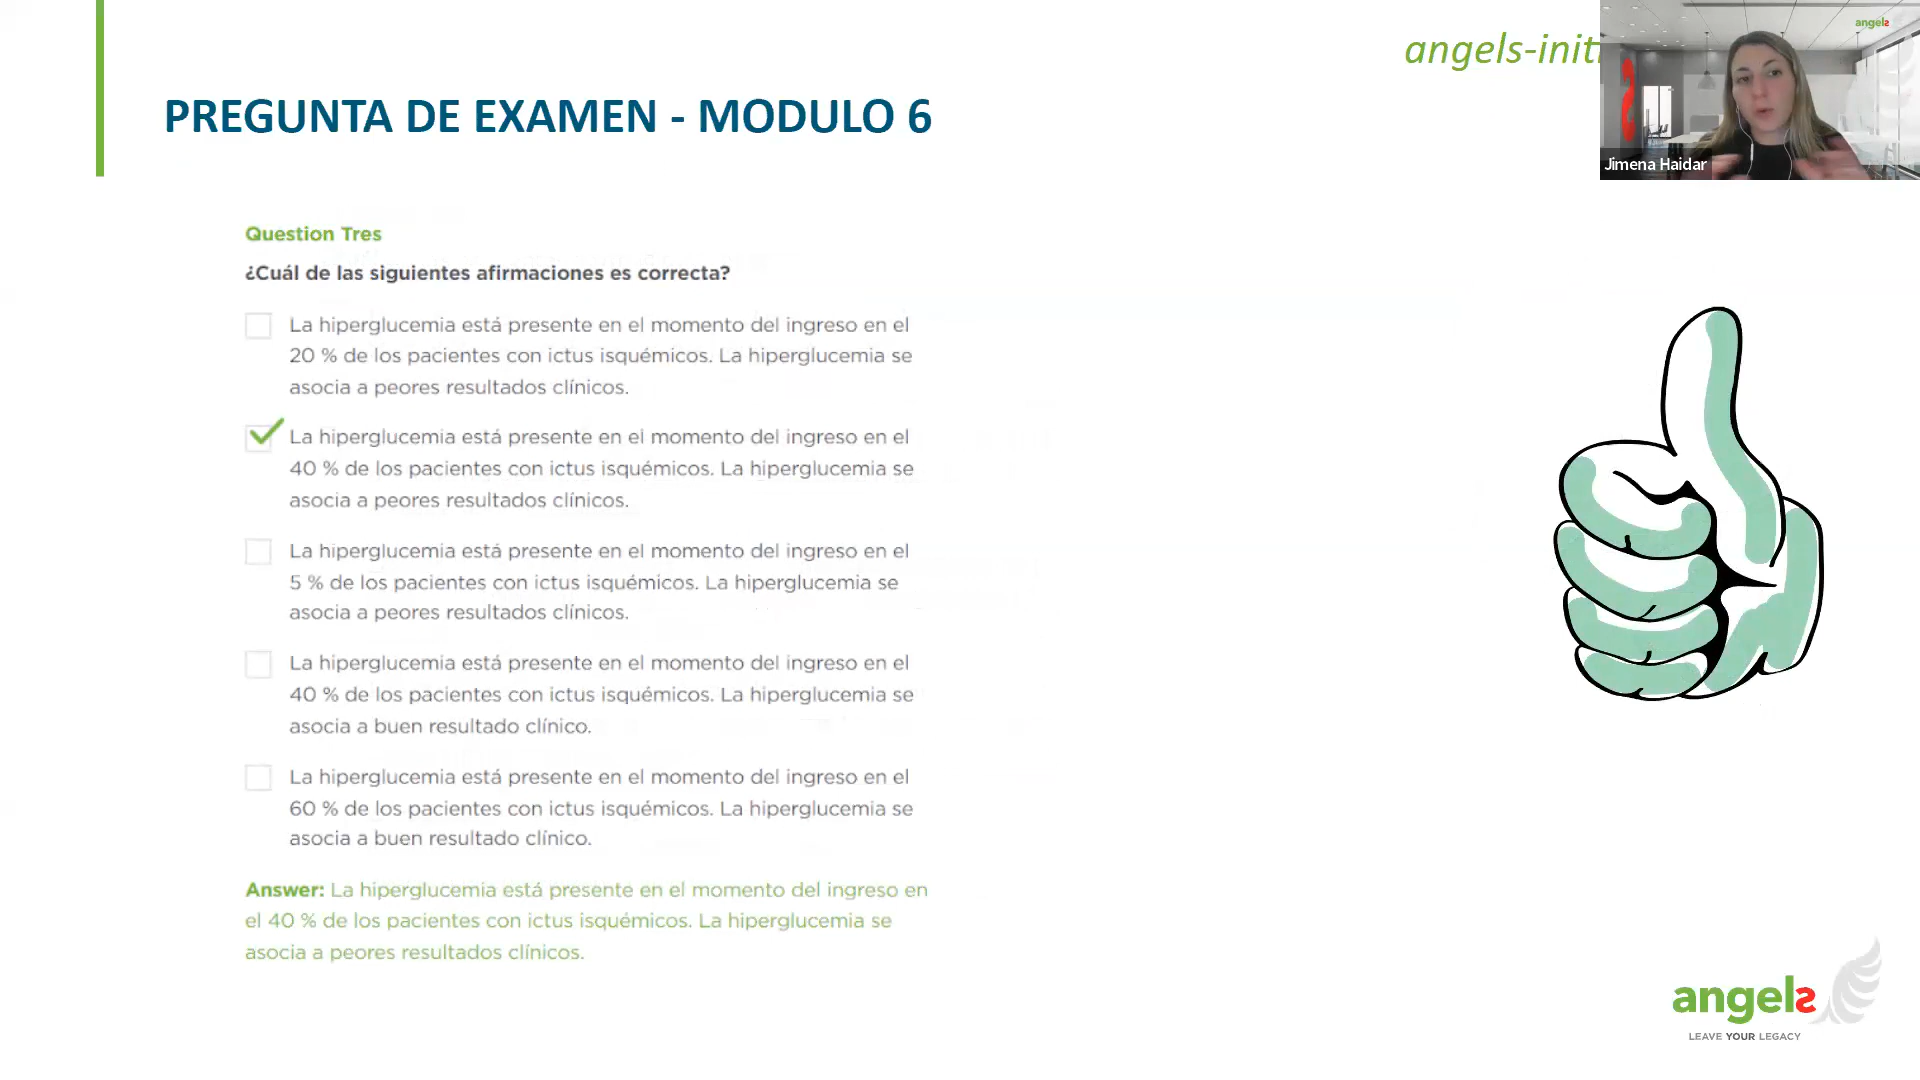 angels-init
angels
Jimena Haidar
PREGUNTA DE EXAMEN - MODULO 6
Question Tres
¿Cuál de las siguientes afirmaciones es correcta?
La hiperglucemia está presente en el momento del ingreso en el
20 % de los pacientes con ictus isquémicos. La hiperglucemia se
asocia a peores resultados clínicos.
La hiperglucemia está presente en el momento del ingreso en el
40 % de los pacientes con ictus isquémicos. La hiperglucemia se
asocia a peores resultados clínicos.
La hiperglucemia está presente en el momento del ingreso en el
5 % de los pacientes con ictus isquémicos. La hiperglucemia se
asocia a peores resultados clínicos.
La hiperglucemia está presente en el momento del ingreso en el
40 % de los pacientes con ictus isquémicos. La hiperglucemia se
asocia a buen resultado clínico.
La hiperglucemia está presente en el momento del ingreso en el
60 % de los pacientes con ictus isquémicos. La hiperglucemia se
asocia a buen resultado clínico.
Answer: La hiperglucemia está presente en el momento del ingreso en
el 40 % de los pacientes con ictus isquémicos. La hiperglucemia se
asocia a peores resultados clínicos.
angels
LEAVE YOUR LEGACY